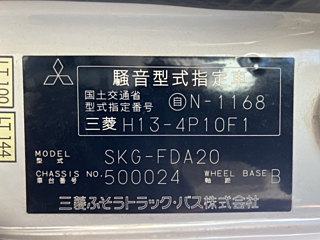 騒音型式指定車
国土交通省
型式指定番号 自 N-1168
三菱 H13-4P10F1
MODEL
型式 SKG-FDA20
CHASSIS NO.
車台番号 500024
WHEEL BASE
軸距 B
三菱ふそうトラック・バス株式会社